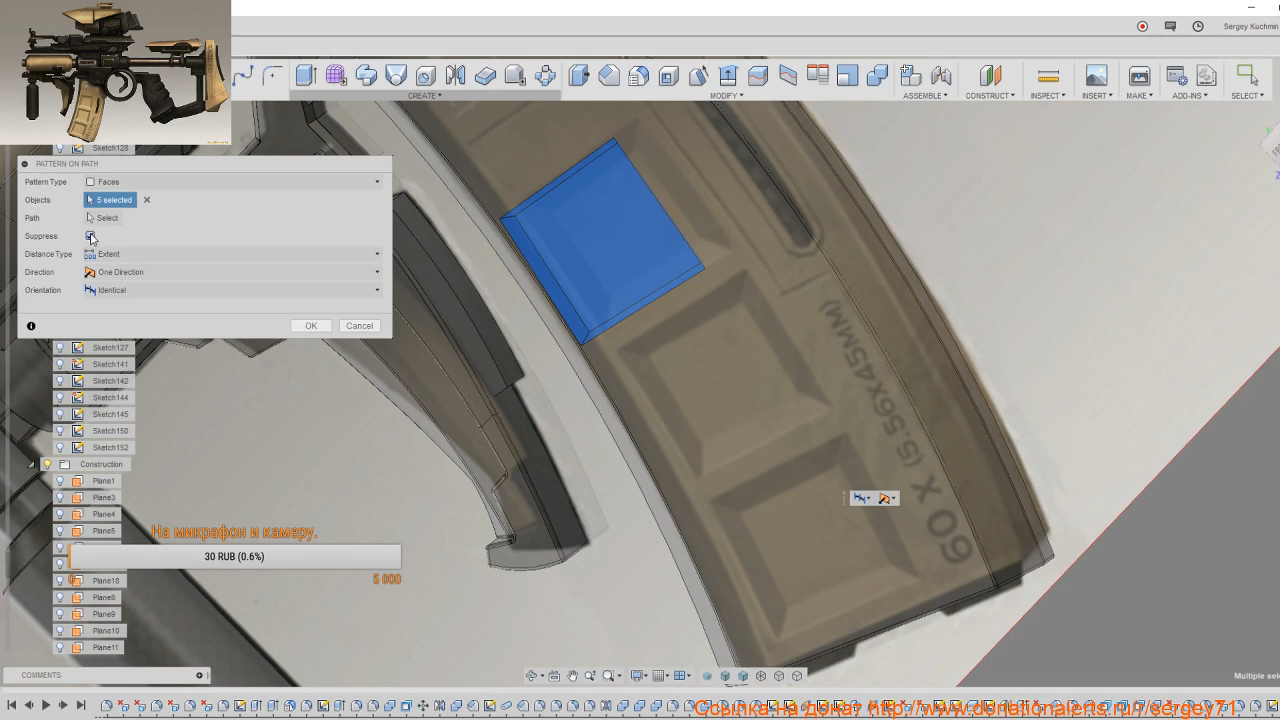 Sergey Kuchmin
CREATE
MODIFY
ASSEMBLE
CONSTRUCT
INSPECT
INSERT
MAKE
ADD-INS
SELECT
Sketch128
PATTERN ON PATH
Pattern Type
Faces
Objects
5 selected
Path
Select
Suppress
Distance Type
Extent
Direction
One Direction
Orientation
Identical
OK
Cancel
Sketch127
Sketch141
Sketch142
Sketch144
Sketch145
Sketch150
Sketch152
Construction
Plane1
Plane3
Plane4
Plane5
Plane18
Plane8
Plane9
Plane10
Plane11
60 X (5.56X45MM)
На микрофон и камеру.
30 RUB (0.6%)
5 000
COMMENTS
Multiple sel